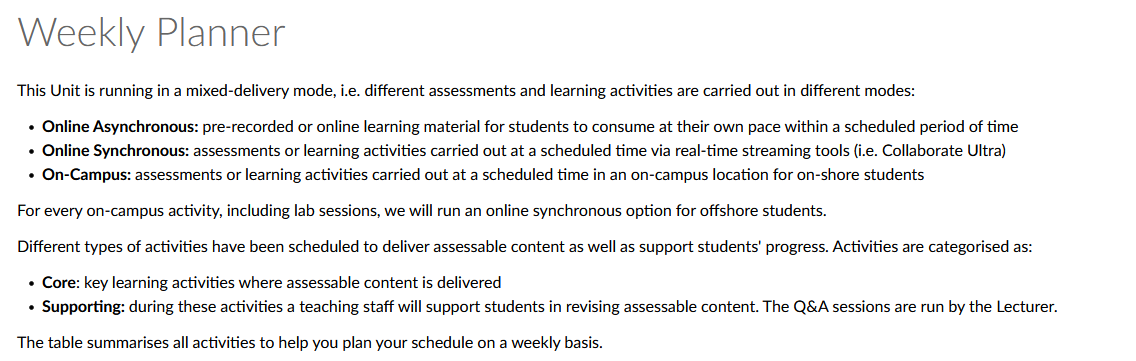 Weekly Planner
This Unit is running in a mixed-delivery mode, i.e. different assessments and learning activities are carried out in different modes:
• Online Asynchronous: pre-recorded or online learning material for students to consume at their own pace within a scheduled period of time
• Online Synchronous: assessments or learning activities carried out at a scheduled time via real-time streaming tools (i.e. Collaborate Ultra)
• On-Campus: assessments or learning activities carried out at a scheduled time in an on-campus location for on-shore students
For every on-campus activity, including lab sessions, we will run an online synchronous option for offshore students.
Different types of activities have been scheduled to deliver assessable content as well as support students' progress. Activities are categorised as:
• Core: key learning activities where assessable content is delivered
• Supporting: during these activities a teaching staff will support students in revising assessable content. The Q&A sessions are run by the Lecturer.
The table summarises all activities to help you plan your schedule on a weekly basis.